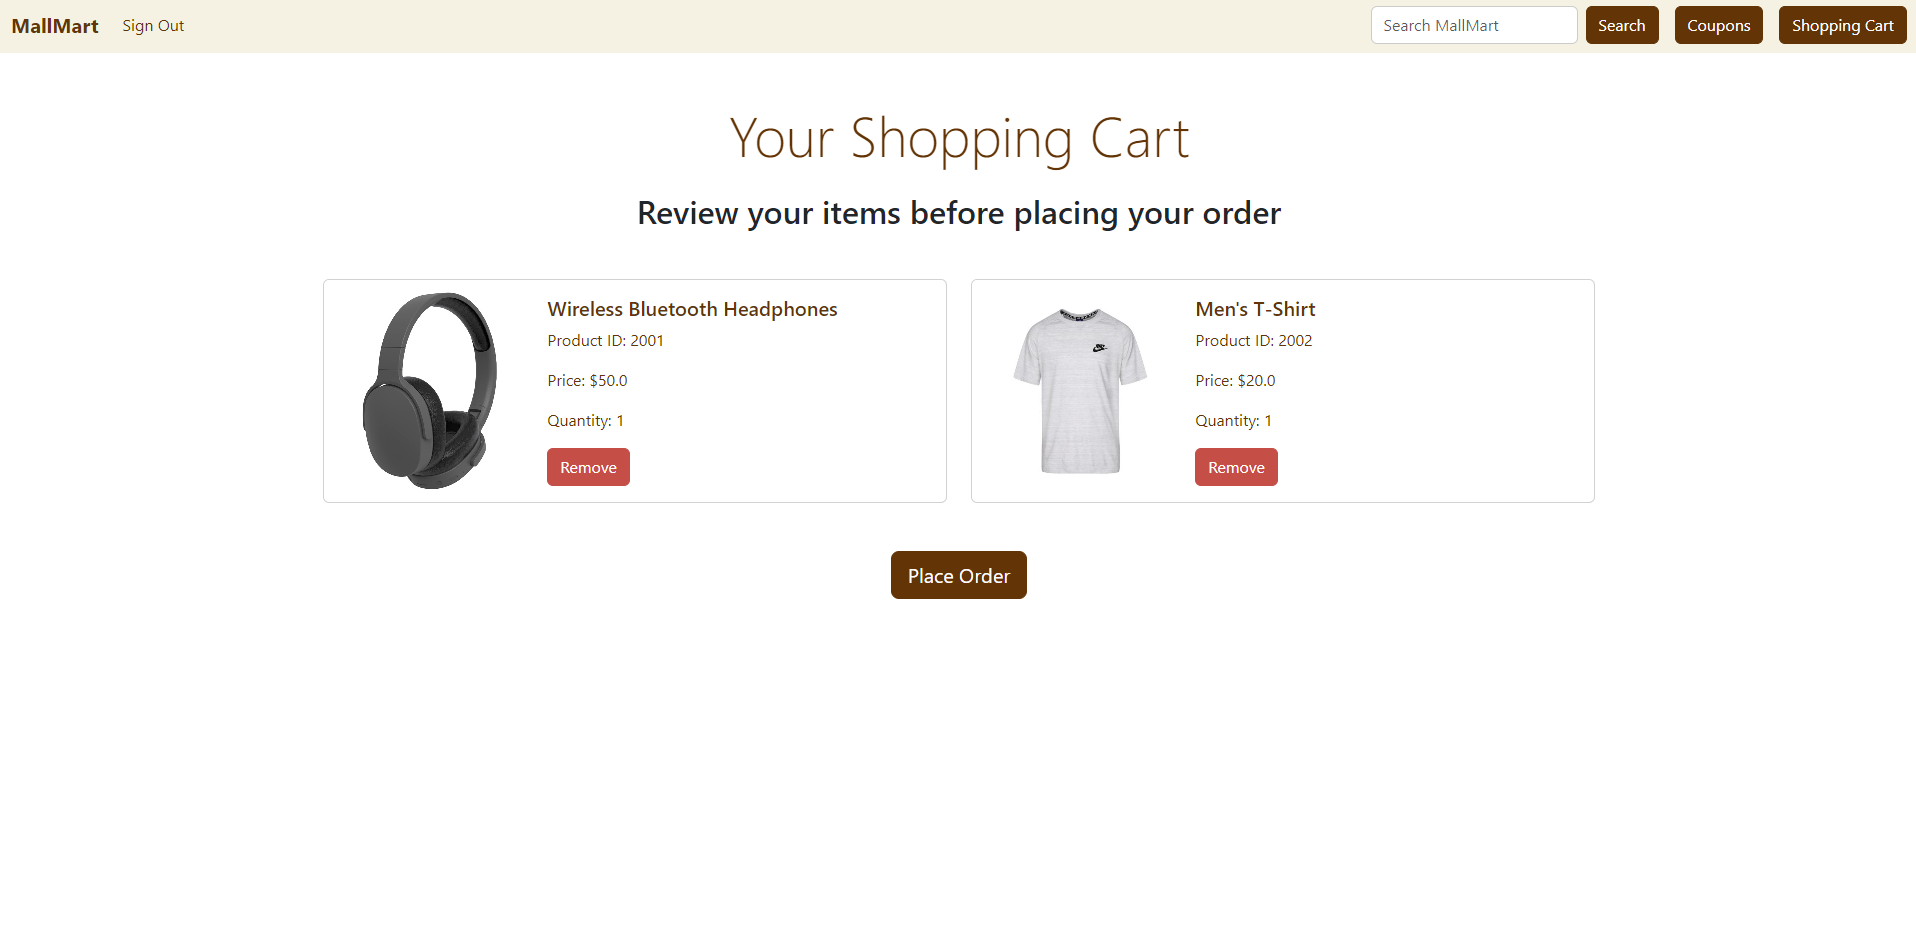 MallMart Sign Out Search MallMart Search Coupons Shopping Cart
Your Shopping Cart
Review your items before placing your order
Wireless Bluetooth Headphones
Product ID: 2001
Price: $50.0
Quantity: 1
Remove
Men's T-Shirt
Product ID: 2002
Price: $20.0
Quantity: 1
Remove
Place Order